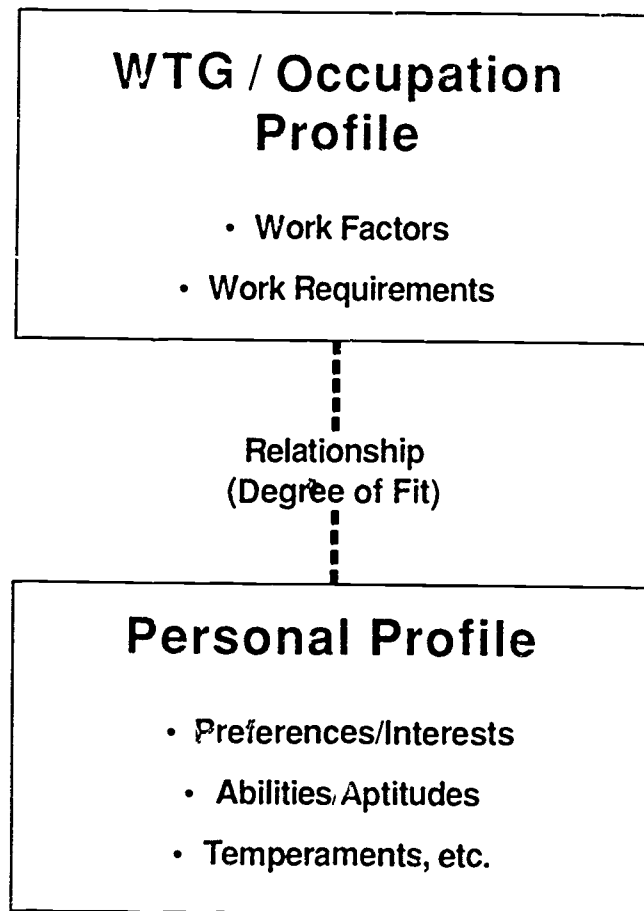 WTG / Occupation
Profile
• Work Factors
• Work Requirements
Relationship
(Degree of Fit)
Personal Profile
• Preferences/Interests
• Abilities/Aptitudes
• Temperaments, etc.